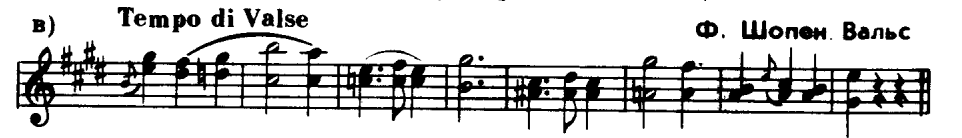 в) Tempo di Valse
Ф. Шопен. Вальс